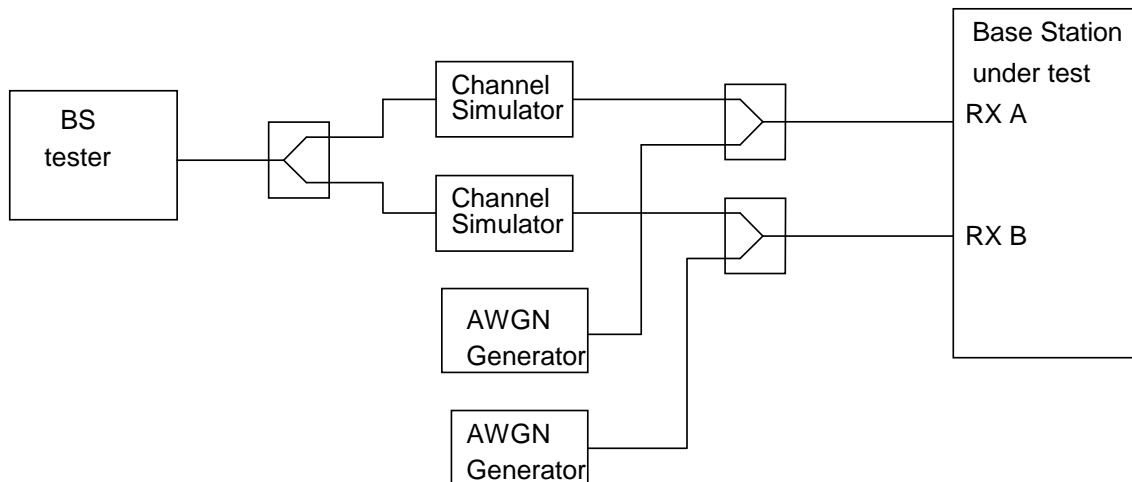 BS
tester
Channel
Simulator
Channel
Simulator
AWGN
Generator
AWGN
Generator
Base Station
under test
RX A
RX B